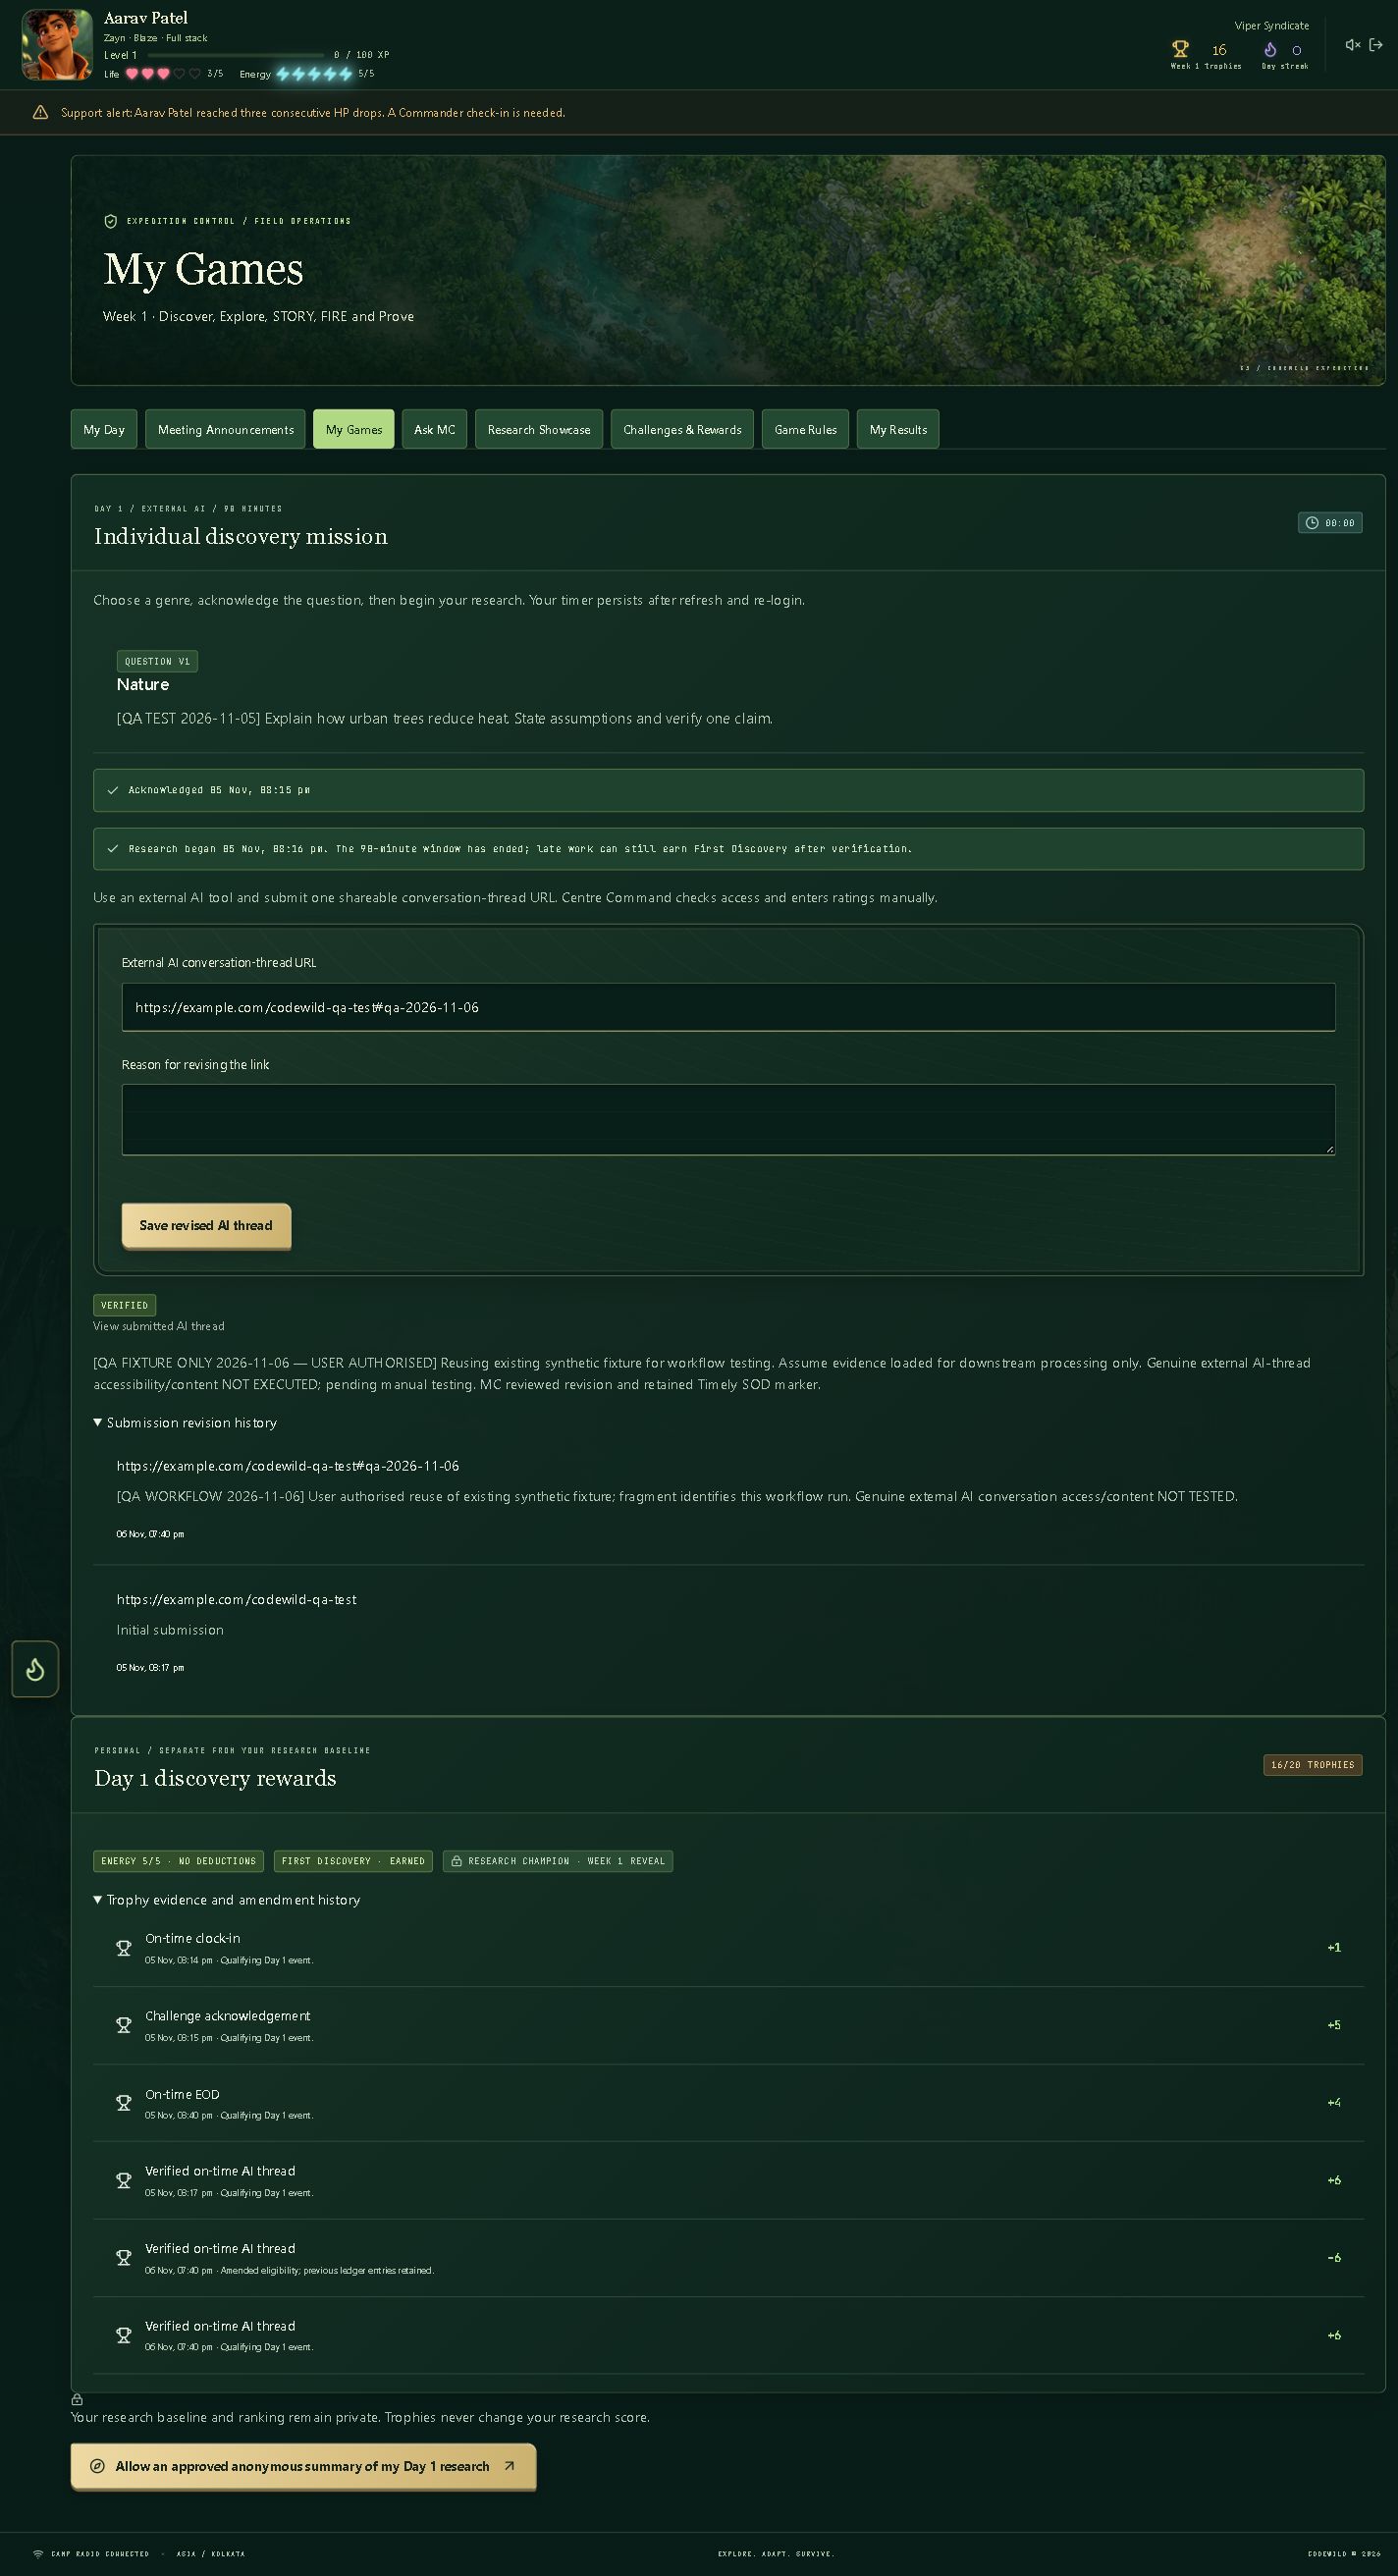 Aarav Patel
Zayn · Blaze · Full stack
Level 1 0 / 100 XP
Life 3/5 Energy 5/5
Viper Syndicate
16 0
Week 1 trophies Day streak
Support alert: Aarav Patel reached three consecutive HP drops. A Commander check-in is needed.
EXPEDITION CONTROL / FIELD OPERATIONS
My Games
Week 1 · Discover, Explore, STORY, FIRE and Prove
/ CODEWILD EXPEDITION
My Day Meeting Announcements My Games Ask MC Research Showcase Challenges & Rewards Game Rules My Results
DAY 1 / EXTERNAL AI / 90 MINUTES
Individual discovery mission
00:00
Choose a genre, acknowledge the question, then begin your research. Your timer persists after refresh and re-login.
QUESTION V1
Nature
[QA TEST 2026-11-05] Explain how urban trees reduce heat. State assumptions and verify one claim.
Acknowledged 05 Nov, 03:15 pm
Research began 05 Nov, 03:16 pm. The 90-minute window has ended; late work can still earn First Discovery after verification.
Use an external AI tool and submit one shareable conversation-thread URL. Centre Command checks access and enters ratings manually.
External AI conversation-thread URL
https://example.com/codewild-qa-test#qa-2026-11-06
Reason for revising the link
Save revised AI thread
VERIFIED
View submitted AI thread
[QA FIXTURE ONLY 2026-11-06 — USER AUTHORISED] Reusing existing synthetic fixture for workflow testing. Assume evidence loaded for downstream processing only. Genuine external AI-thread
accessibility/content NOT EXECUTED; pending manual testing. MC reviewed revision and retained Timely SOD marker.
▼ Submission revision history
https://example.com/codewild-qa-test#qa-2026-11-06
[QA WORKFLOW 2026-11-06] User authorised reuse of existing synthetic fixture; fragment identifies this workflow run. Genuine external AI conversation access/content NOT TESTED.
06 Nov, 07:40 pm
https://example.com/codewild-qa-test
Initial submission
05 Nov, 03:17 pm
PERSONAL / SEPARATE FROM YOUR RESEARCH BASELINE
Day 1 discovery rewards
16/20 TROPHIES
ENERGY 5/5 · NO DEDUCTIONS FIRST DISCOVERY · EARNED RESEARCH CHAMPION · WEEK 1 REVEAL
▼ Trophy evidence and amendment history
On-time clock-in
05 Nov, 03:14 pm · Qualifying Day 1 event.
+1
Challenge acknowledgement
05 Nov, 03:15 pm · Qualifying Day 1 event.
+5
On-time EOD
05 Nov, 03:40 pm · Qualifying Day 1 event.
+4
Verified on-time AI thread
05 Nov, 03:17 pm · Qualifying Day 1 event.
+6
Verified on-time AI thread
06 Nov, 07:40 pm · Amended eligibility; previous ledger entries retained.
-6
Verified on-time AI thread
06 Nov, 07:40 pm · Qualifying Day 1 event.
+6
Your research baseline and ranking remain private. Trophies never change your research score.
Allow an approved anonymous summary of my Day 1 research
CAMP RADIO CONNECTED · ASIA / KOLKATA
EXPLORE. ADAPT. SURVIVE.
CODEWILD © 2026